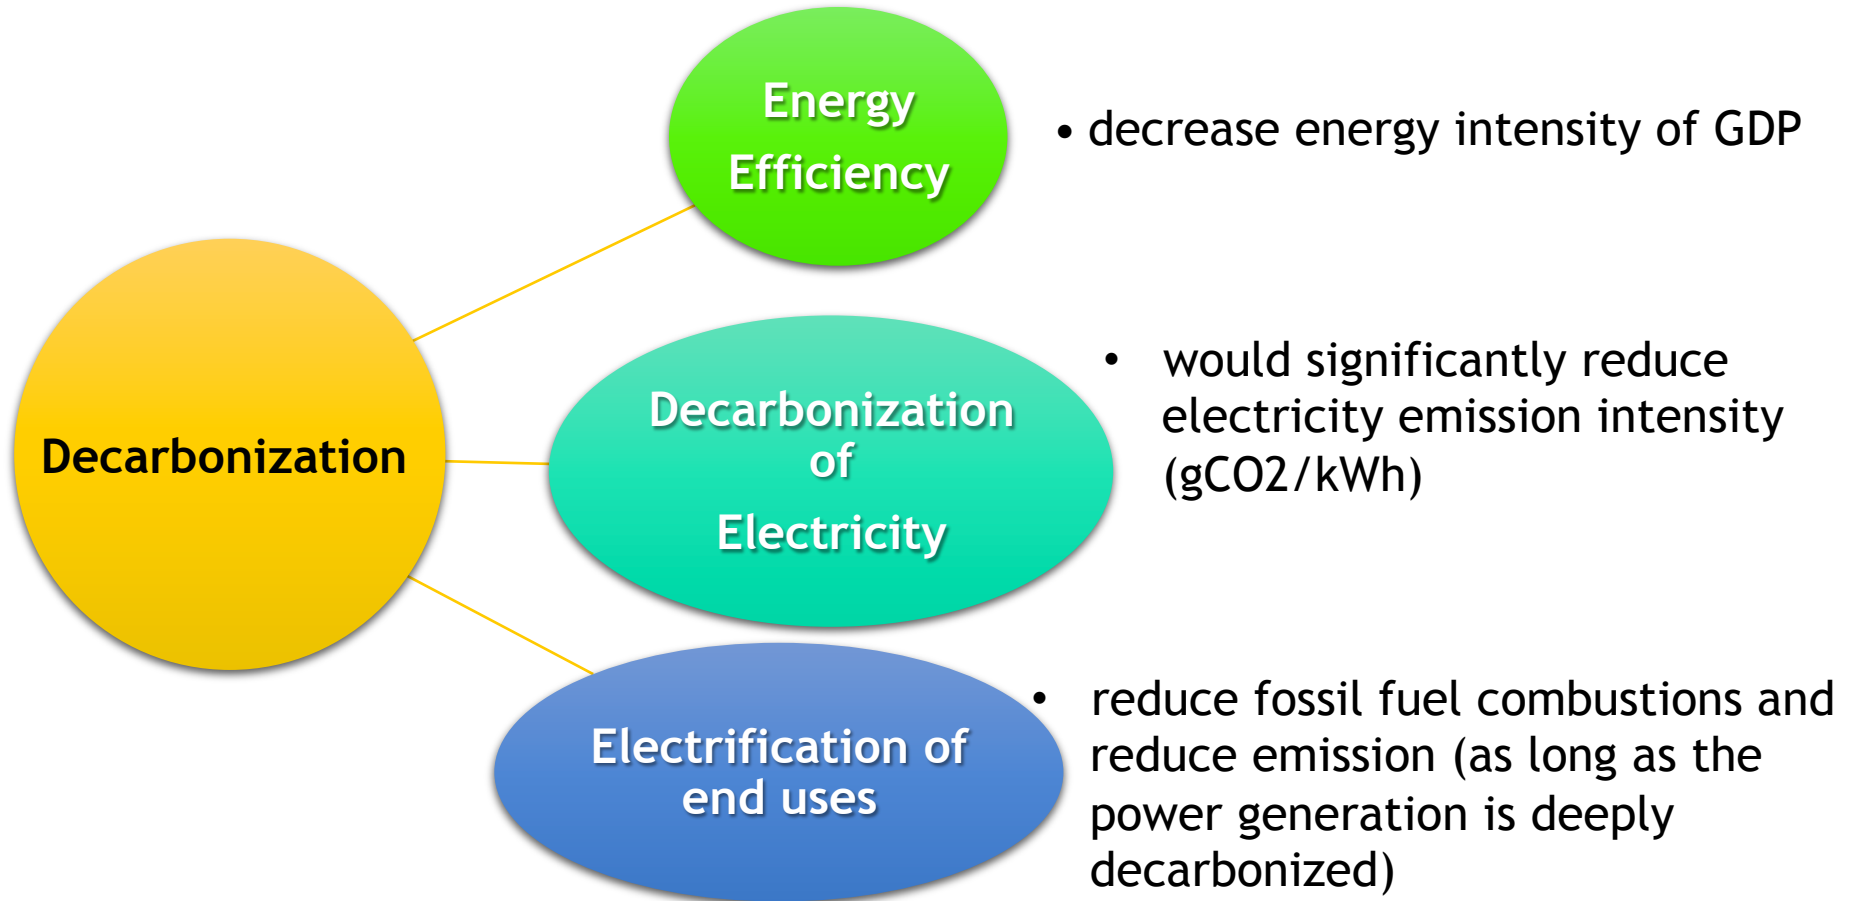 Energy
Efficiency
• decrease energy intensity of GDP
Decarbonization
Decarbonization
of
Electricity
• would significantly reduce
electricity emission intensity
(gCO2/kWh)
Electrification of
end uses
• reduce fossil fuel combustions and
reduce emission (as long as the
power generation is deeply
decarbonized)